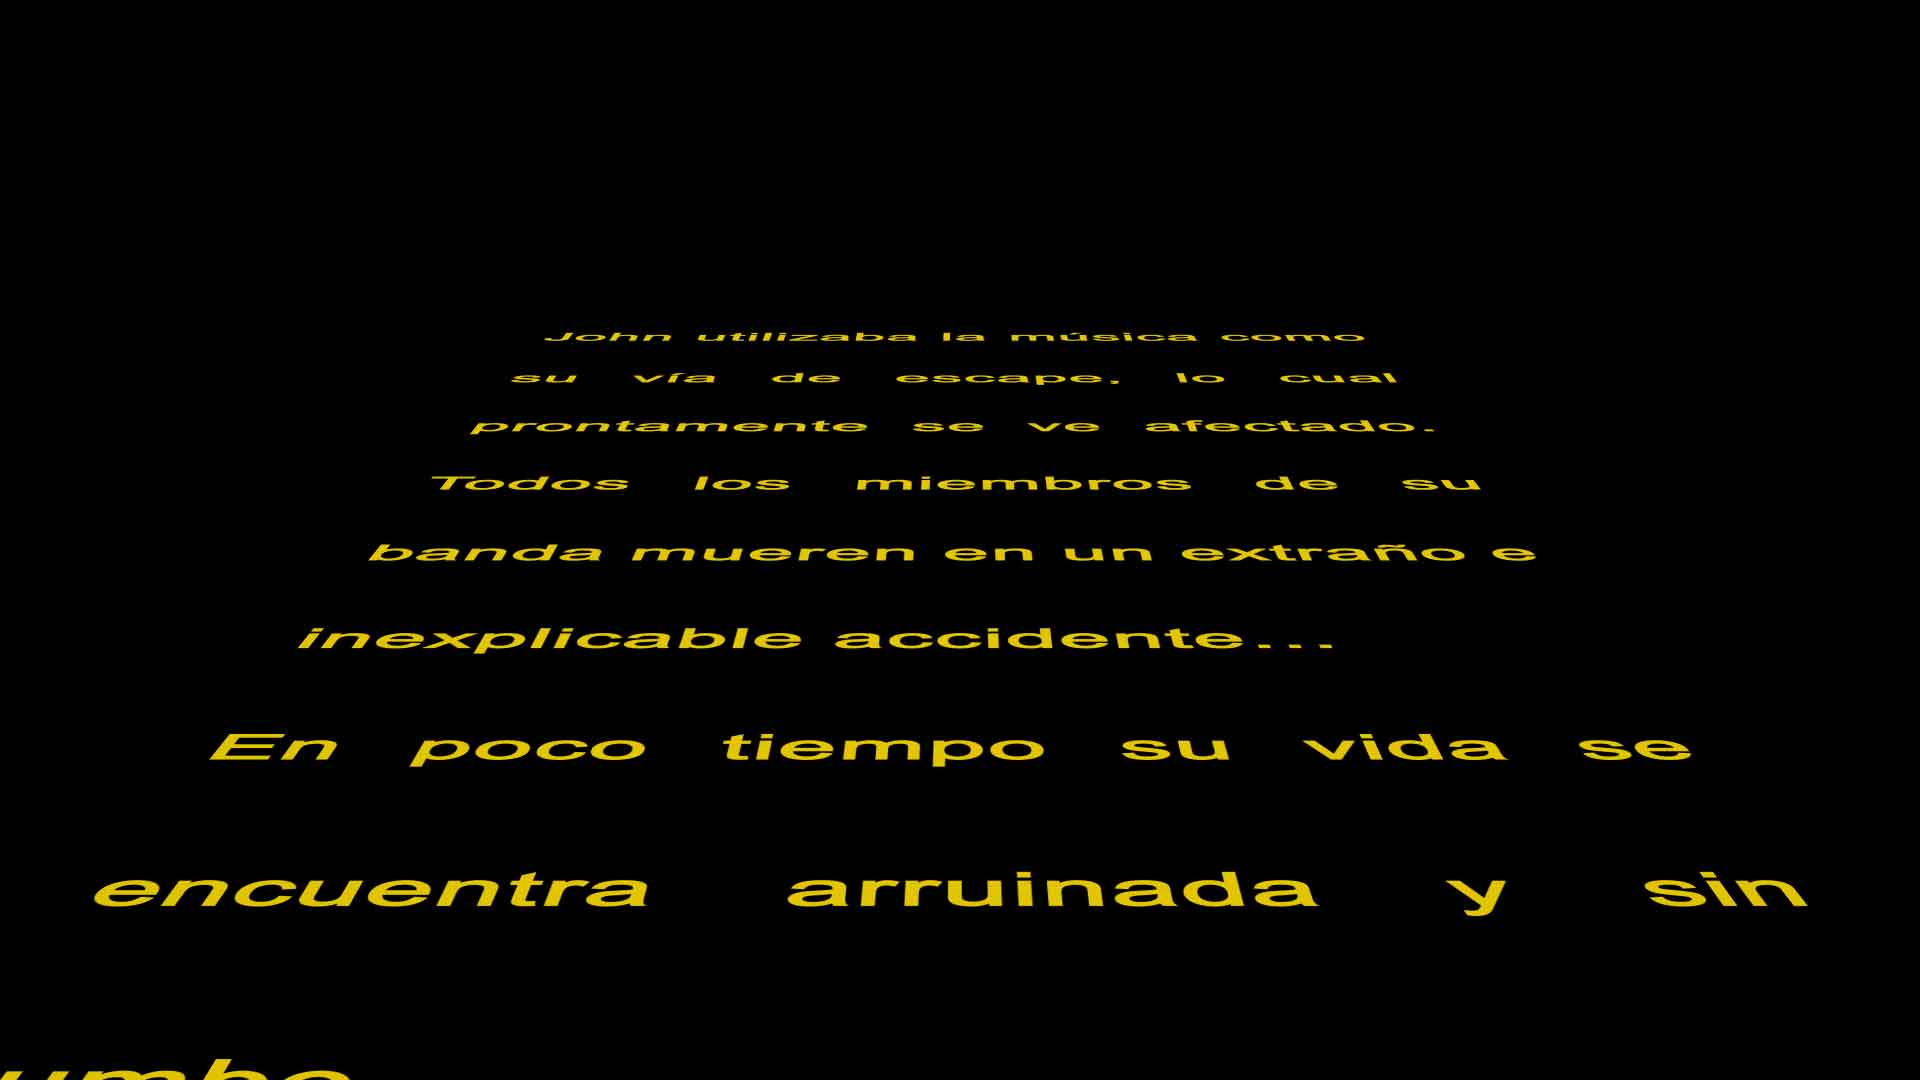 John utilizaba la música como
su vía de escape, lo cual
prontamente se ve afectado.
Todos los miembros de su
banda mueren en un extraño e
inexplicable accidente...
En poco tiempo su vida se
encuentra arruinada y sin